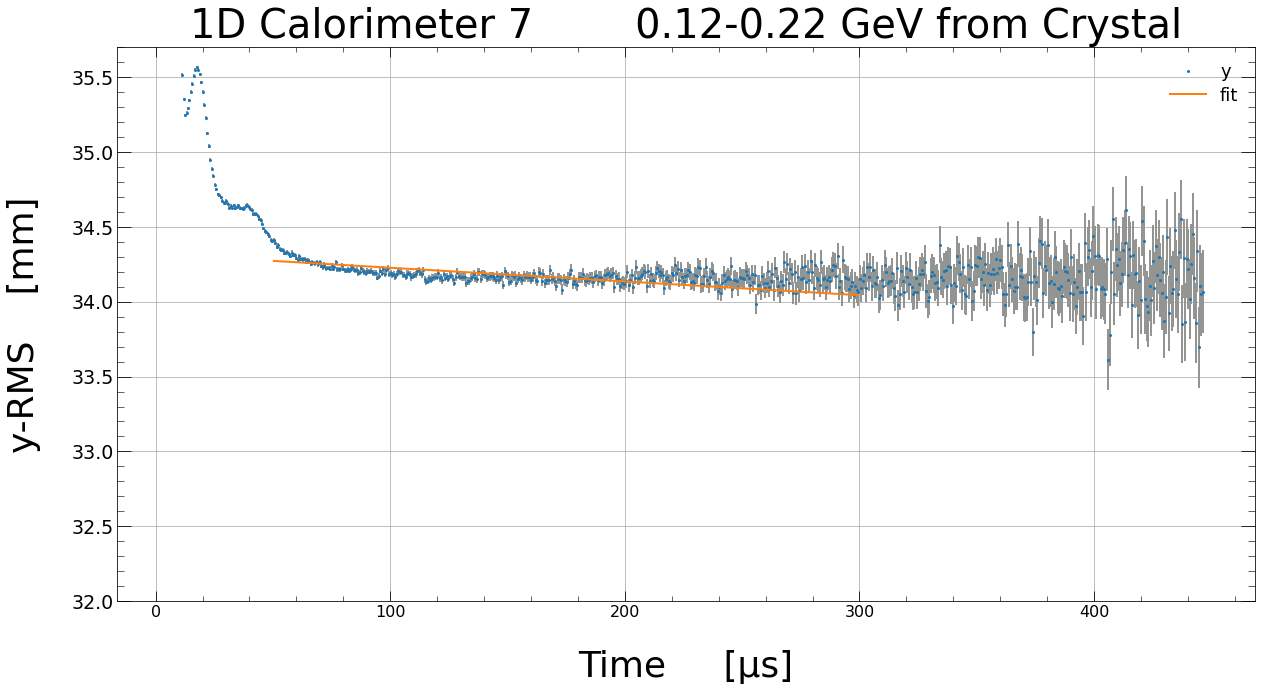 1D Calorimeter 7 0.12-0.22 GeV from Crystal
y
fit
y-RMS [mm]
35.5
35.0
34.5
34.0
33.5
33.0
32.5
32.0
0 100 200 300 400
Time [μs]